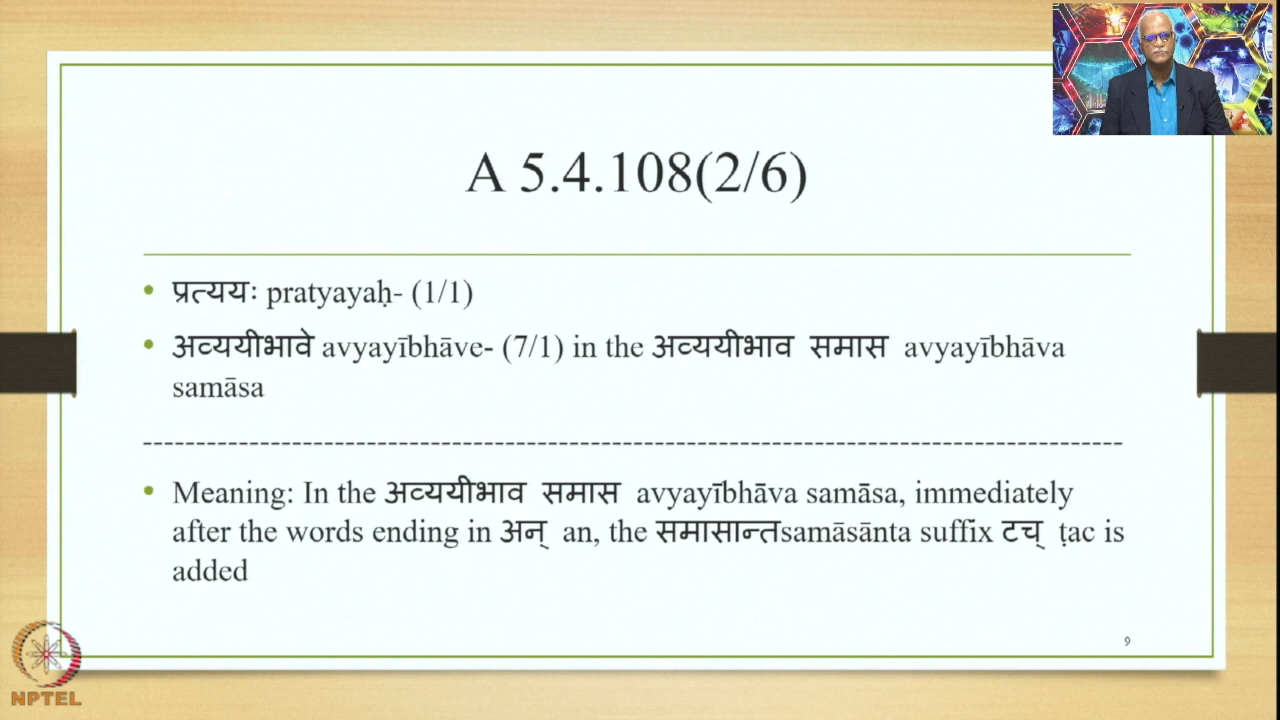 A 5.4.108(2/6)
• प्रत्ययः pratyayaḥ- (1/1)
• अव्ययीभावे avyayībhāve- (7/1) in the अव्ययीभाव समास avyayībhāva
samāsa
--------------------------------------------------------------------------------------------
• Meaning: In the अव्ययीभाव समास avyayībhāva samāsa, immediately
after the words ending in अन् an, the समासान्तsamāsānta suffix टच् ṭac is
added
9
NPTEL